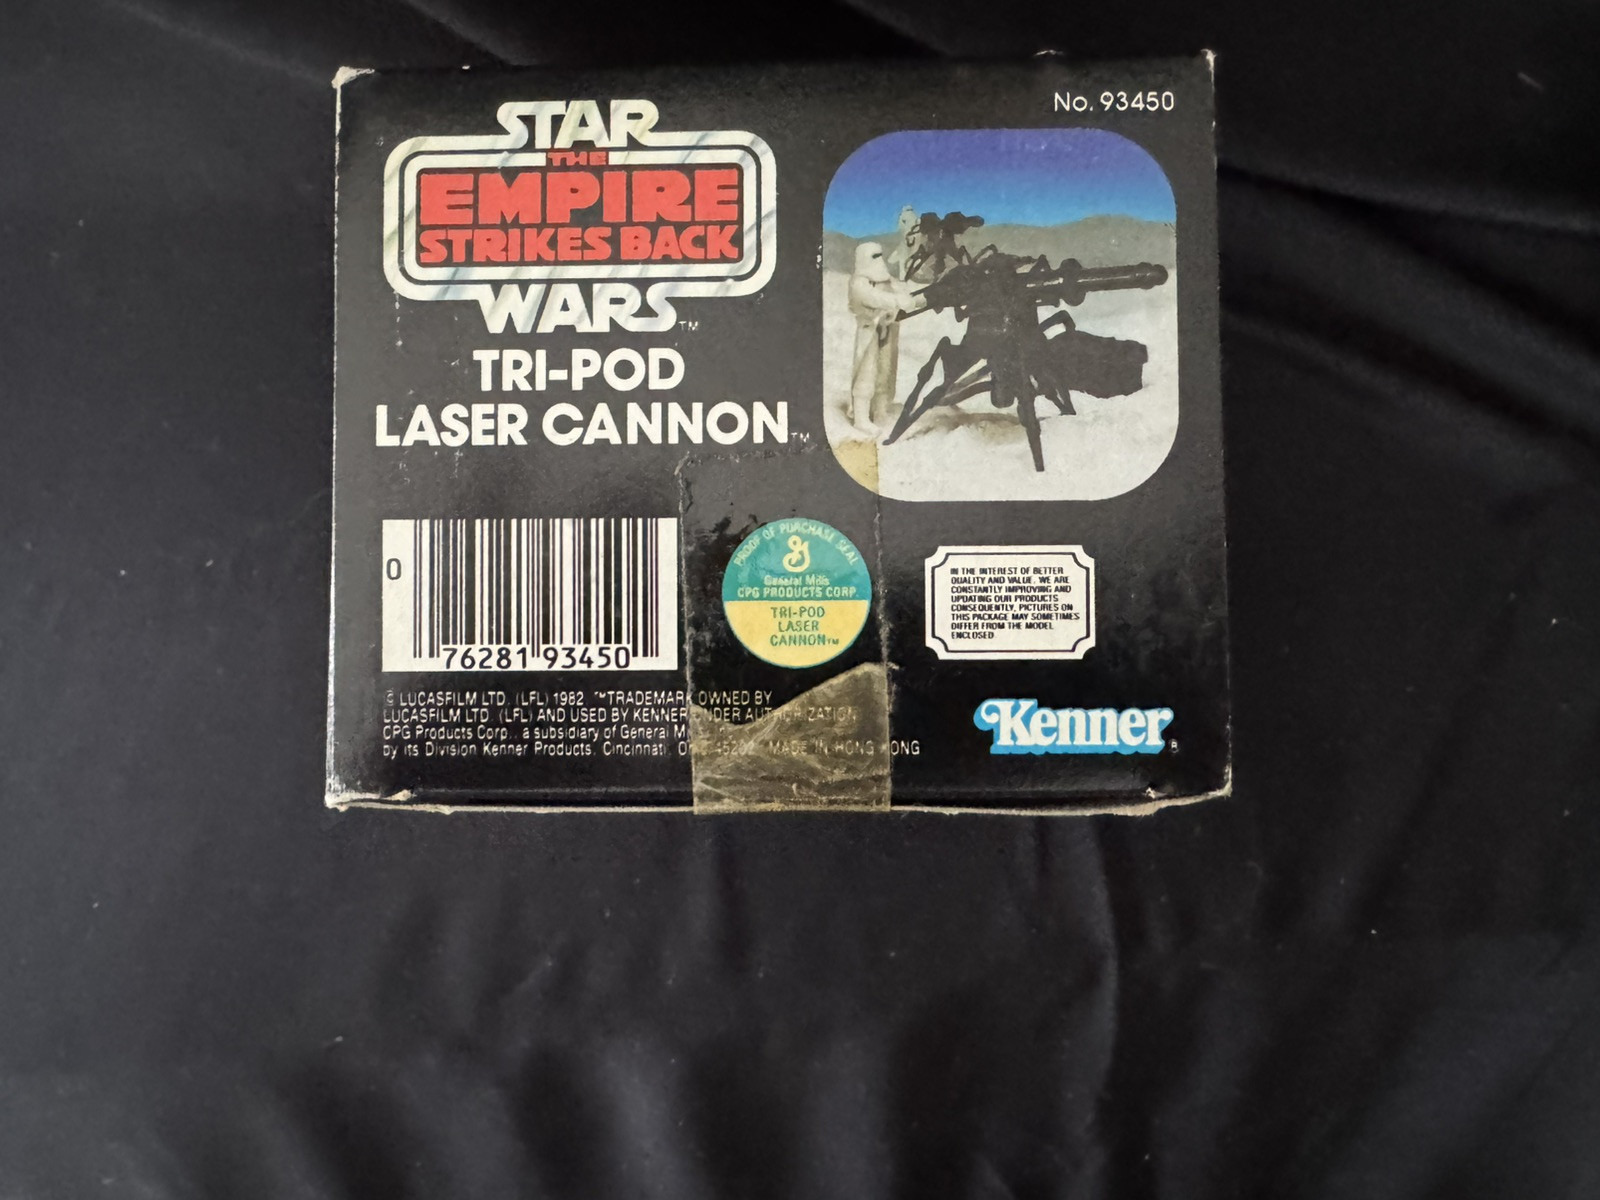 No. 93450
STAR
THE
EMPIRE
STRIKES BACK
WARS TM
TRI-POD
LASER CANNON TM
0
76281 93450
PROOF OF PURCHASE SEAL
General Mills
CPG PRODUCTS CORP.
TRI-POD
LASER
CANNON TM
IN THE INTEREST OF BETTER
QUALITY AND VALUE, WE ARE
CONSTANTLY IMPROVING AND
UPDATING OUR PRODUCTS.
CONSEQUENTLY, PICTURES ON
THIS PACKAGE MAY SOMETIMES
DIFFER FROM THE MODEL
ENCLOSED
© LUCASFILM LTD. (LFL) 1982. ™TRADEMARK OWNED BY
LUCASFILM LTD. (LFL) AND USED BY KENNER UNDER AUTHORIZATION
CPG Products Corp., a subsidiary of General
by its Division Kenner Products, Cincinnati, 45202 MADE IN HONG KONG
Kenner ®